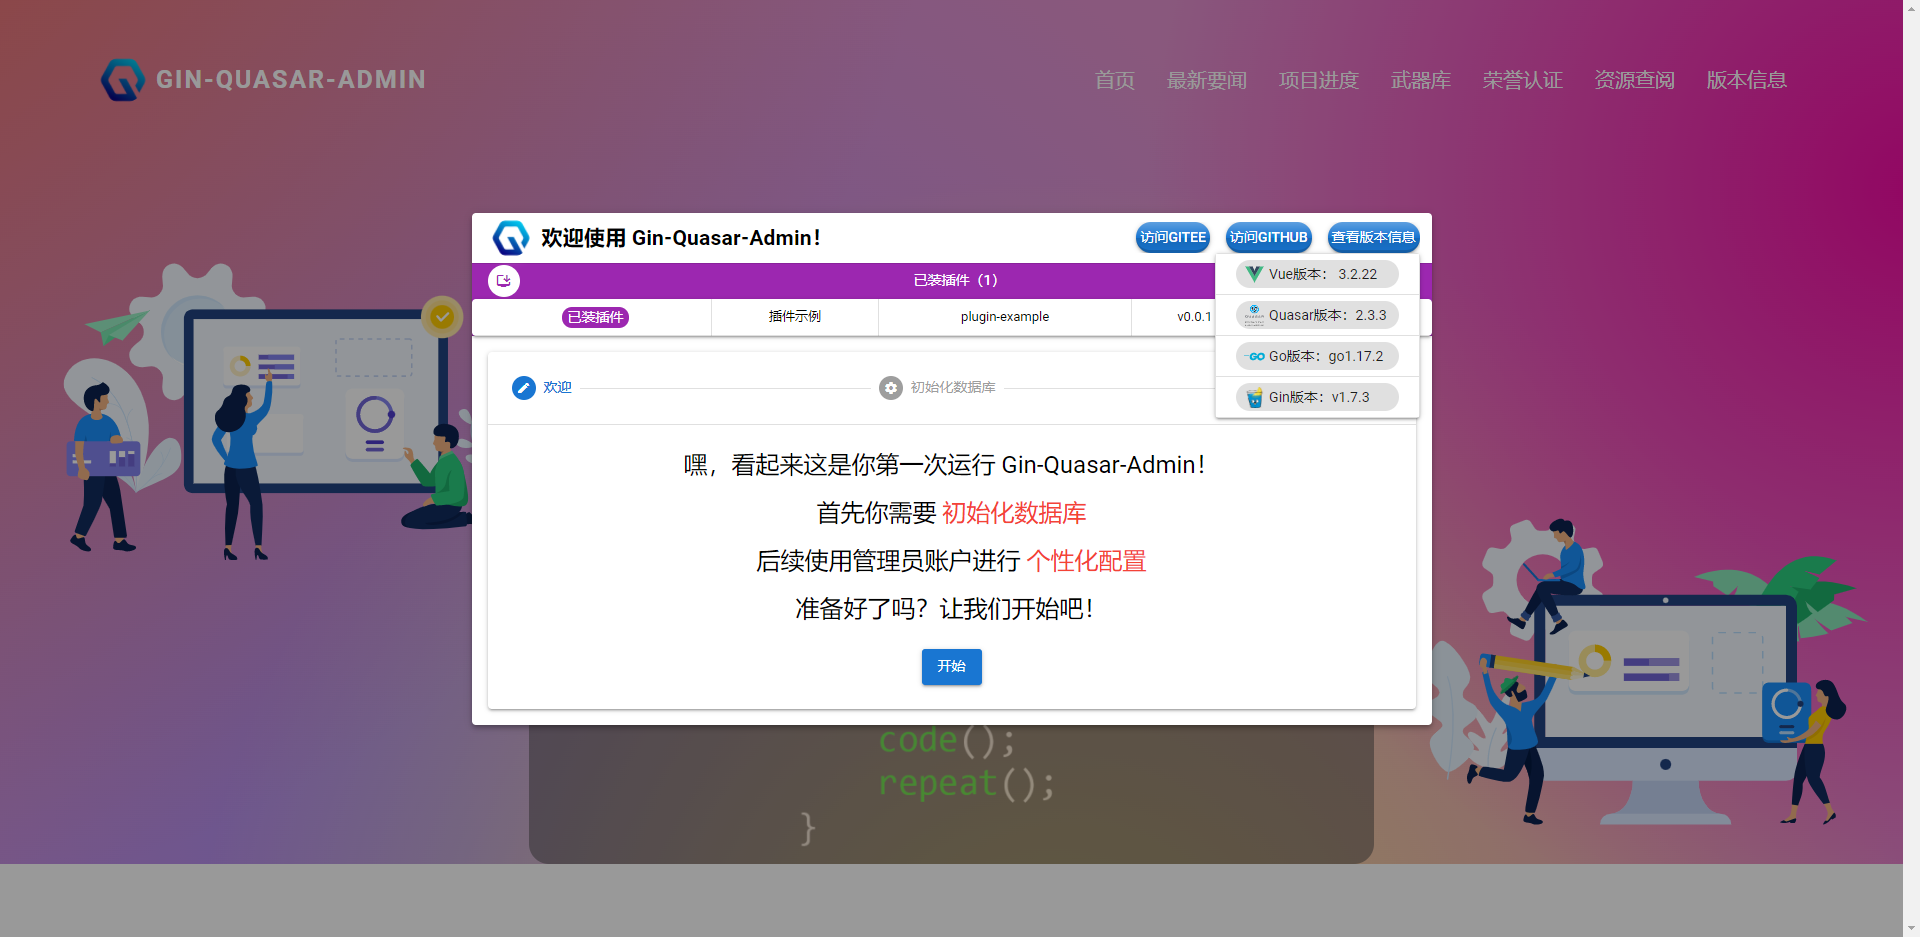 GIN-QUASAR-ADMIN
首页 最新要闻 项目进度 武器库 荣誉认证 资源查阅 版本信息
欢迎使用 Gin-Quasar-Admin！
访问GITEE 访问GITHUB 查看版本信息
已装插件（1）
已装插件 插件示例 plugin-example v0.0.1
Vue版本： 3.2.22
Quasar版本：2.3.3
Go版本：go1.17.2
Gin版本：v1.7.3
欢迎 初始化数据库
嘿，看起来这是你第一次运行 Gin-Quasar-Admin！
首先你需要 初始化数据库
后续使用管理员账户进行 个性化配置
准备好了吗？让我们开始吧！
开始
code();
repeat();
}